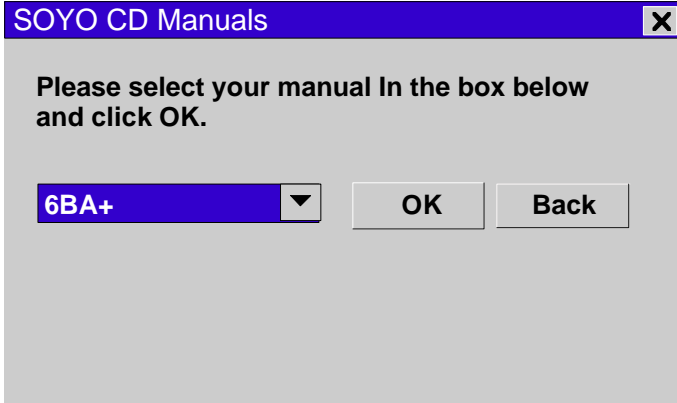 SOYO CD Manuals
Please select your manual In the box below
and click OK.
6BA+ OK Back